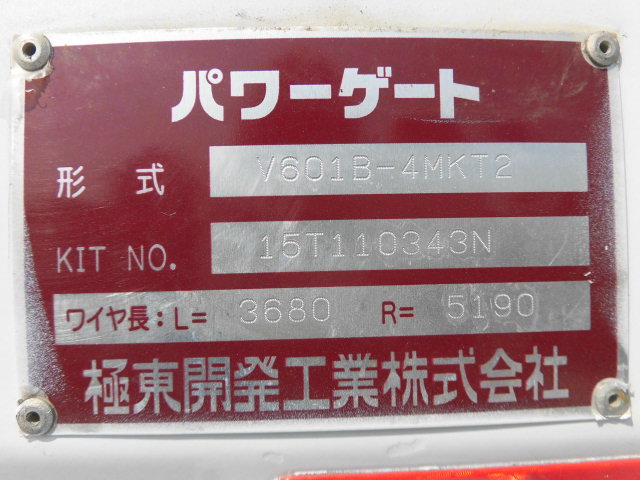 パワーゲート
形式 V601B-4MKT2
KIT NO. 15T110343N
ワイヤ長：L= 3680 R= 5190
極東開発工業株式会社